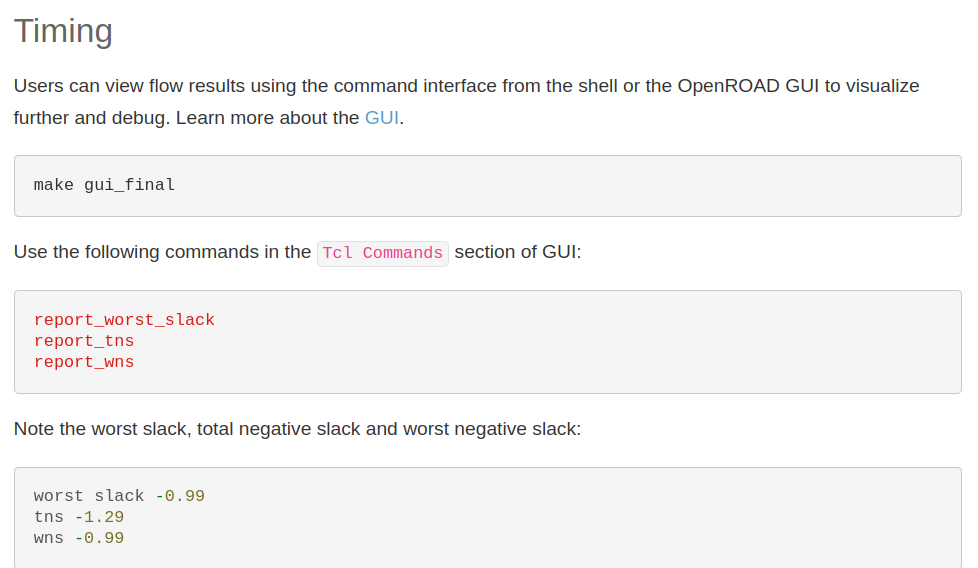 Timing
Users can view flow results using the command interface from the shell or the OpenROAD GUI to visualize
further and debug. Learn more about the GUI.
make gui_final
Use the following commands in the Tcl Commands section of GUI:
report_worst_slack
report_tns
report_wns
Note the worst slack, total negative slack and worst negative slack:
worst slack -0.99
tns -1.29
wns -0.99